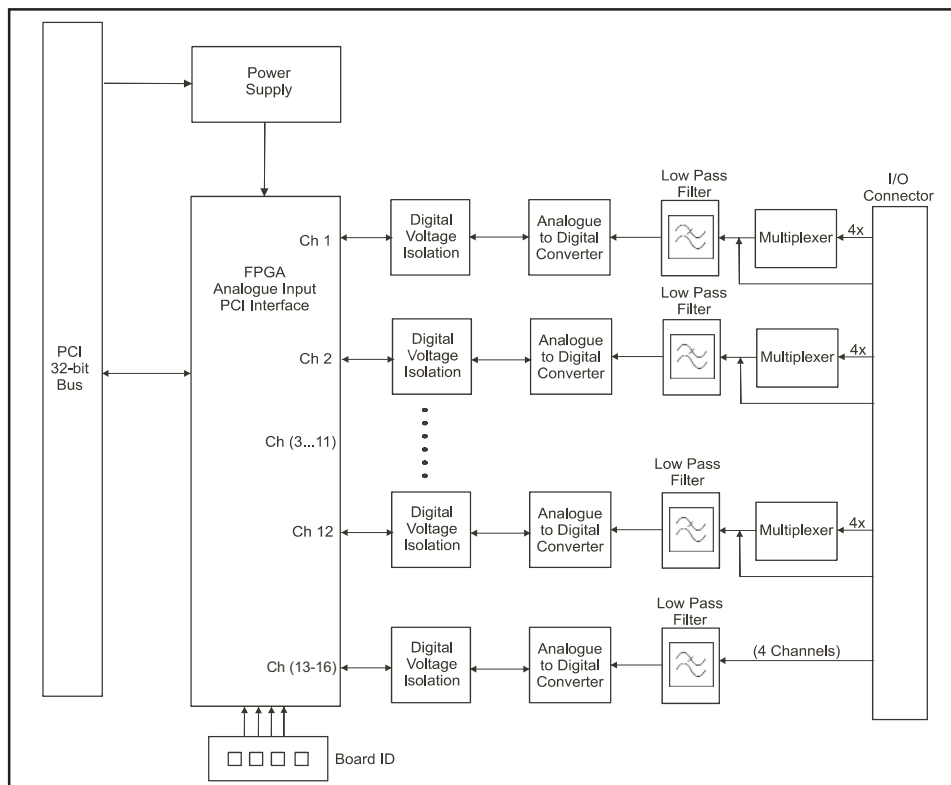 Power
Supply
I/O
Connector
Low Pass
Filter
Ch 1
Digital
Voltage
Isolation
Analogue
to Digital
Converter
Multiplexer
4x
FPGA
Analogue Input
PCI Interface
Low Pass
Filter
PCI
32-bit
Bus
Ch 2
Digital
Voltage
Isolation
Analogue
to Digital
Converter
Multiplexer
4x
Ch (3...11)
Low Pass
Filter
Ch 12
Digital
Voltage
Isolation
Analogue
to Digital
Converter
Multiplexer
4x
Low Pass
Filter
Ch (13-16)
Digital
Voltage
Isolation
Analogue
to Digital
Converter
(4 Channels)
Board ID